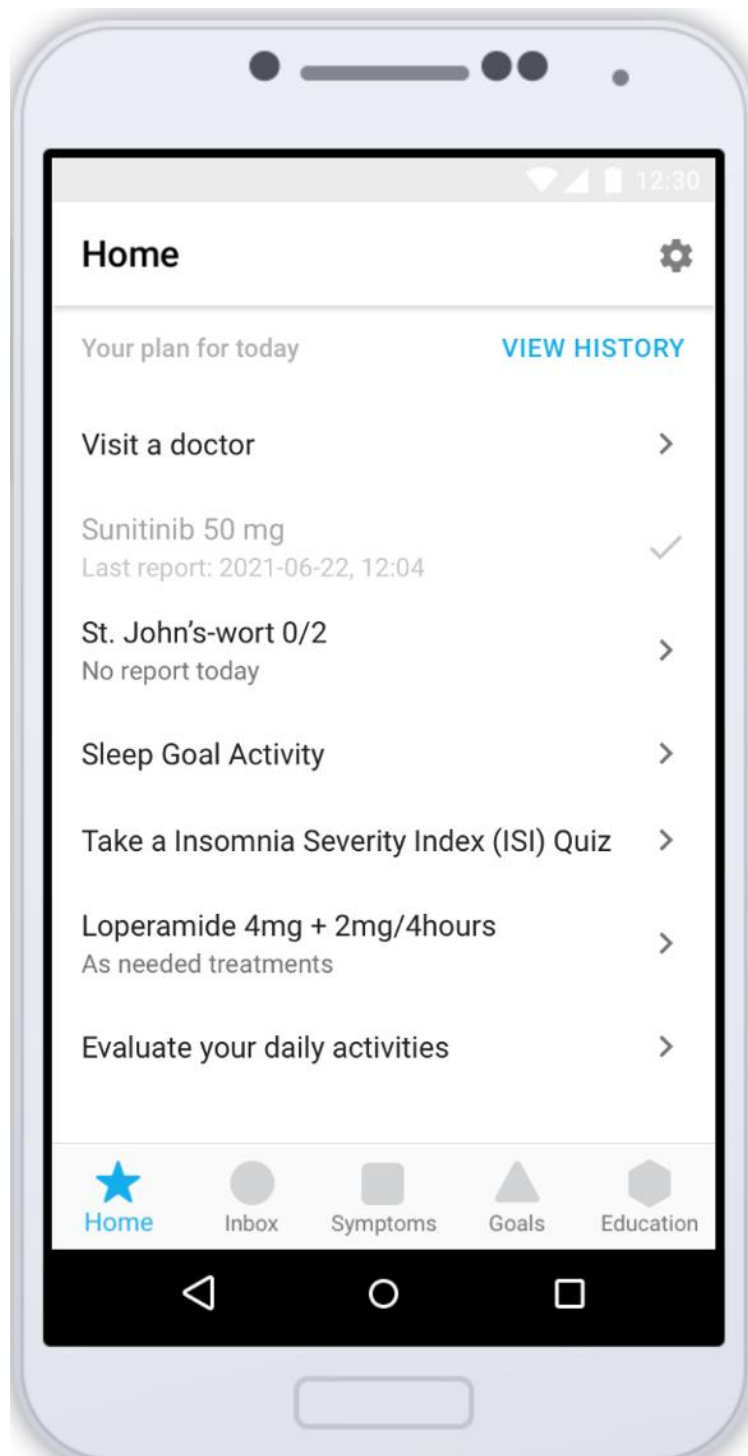 12:30
Home
Your plan for today VIEW HISTORY
Visit a doctor
Sunitinib 50 mg
Last report: 2021-06-22, 12:04
St. John’s-wort 0/2
No report today
Sleep Goal Activity
Take a Insomnia Severity Index (ISI) Quiz
Loperamide 4mg + 2mg/4hours
As needed treatments
Evaluate your daily activities
Home Inbox Symptoms Goals Education